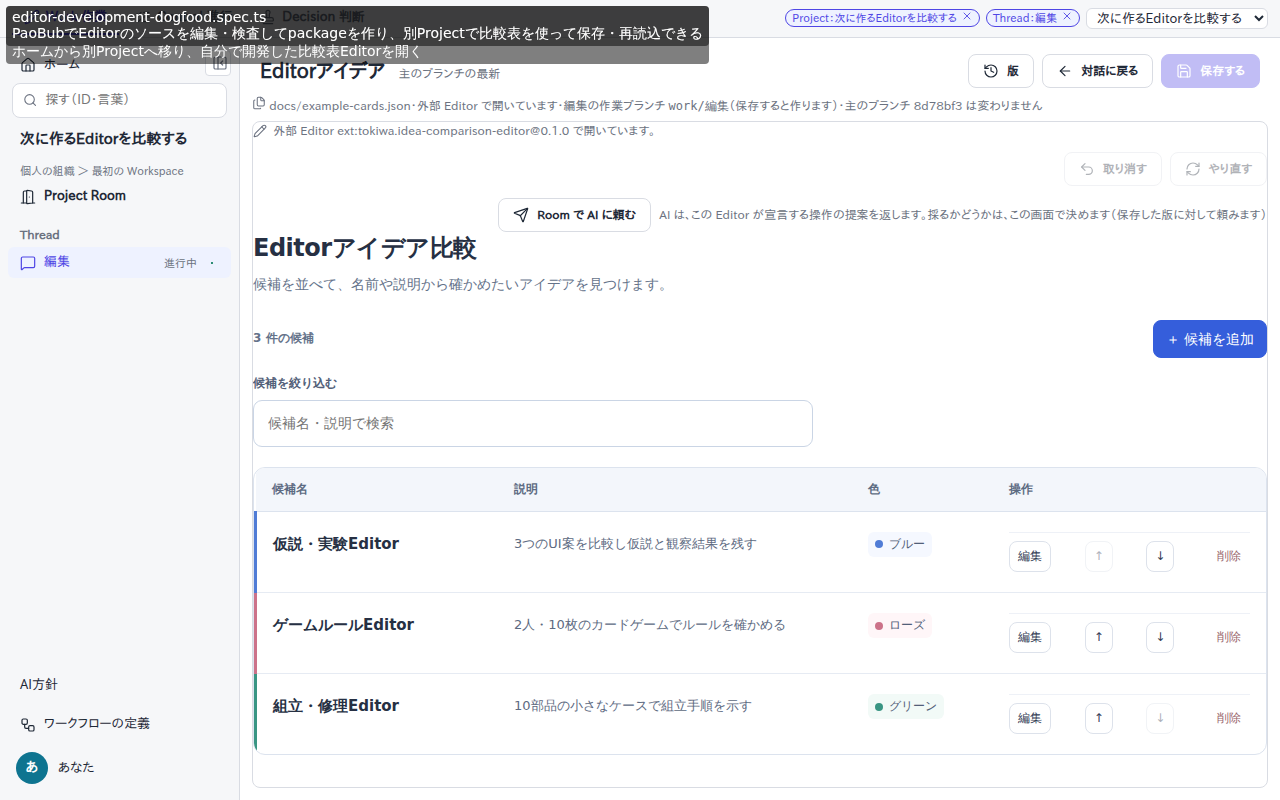 editor-development-dogfood.spec.ts
PaoBubでEditorのソースを編集・検査してpackageを作り、別Projectで比較表を使って保存・再読込できる
ホームから別Projectへ移り、自分で開発した比較表Editorを開く
Decision 判断
Project:次に作るEditorを比較する ×
Thread:編集 ×
次に作るEditorを比較する
ホーム
探す(ID・言葉)
次に作るEditorを比較する
個人の組織 > 最初の Workspace
Project Room
Thread
編集 進行中 ・
AI方針
ワークフローの定義
あ あなた
Editorアイデア 主のブランチの最新
版
対話に戻る
保存する
docs/example-cards.json・外部 Editor で開いています・編集の作業ブランチ work/編集(保存すると作ります)・主のブランチ 8d78bf3 は変わりません
外部 Editor ext:tokiwa.idea-comparison-editor@0.1.0 で開いています。
取り消す
やり直す
Room で AI に頼む
AI は、この Editor が宣言する操作の提案を返します。採るかどうかは、この画面で決めます(保存した版に対して頼みます)
Editorアイデア比較
候補を並べて、名前や説明から確かめたいアイデアを見つけます。
3 件の候補
+ 候補を追加
候補を絞り込む
候補名・説明で検索
候補名 説明 色 操作
仮説・実験Editor 3つのUI案を比較し仮説と観察結果を残す ブルー 編集 ↑ ↓ 削除
ゲームルールEditor 2人・10枚のカードゲームでルールを確かめる ローズ 編集 ↑ ↓ 削除
組立・修理Editor 10部品の小さなケースで組立手順を示す グリーン 編集 ↑ ↓ 削除